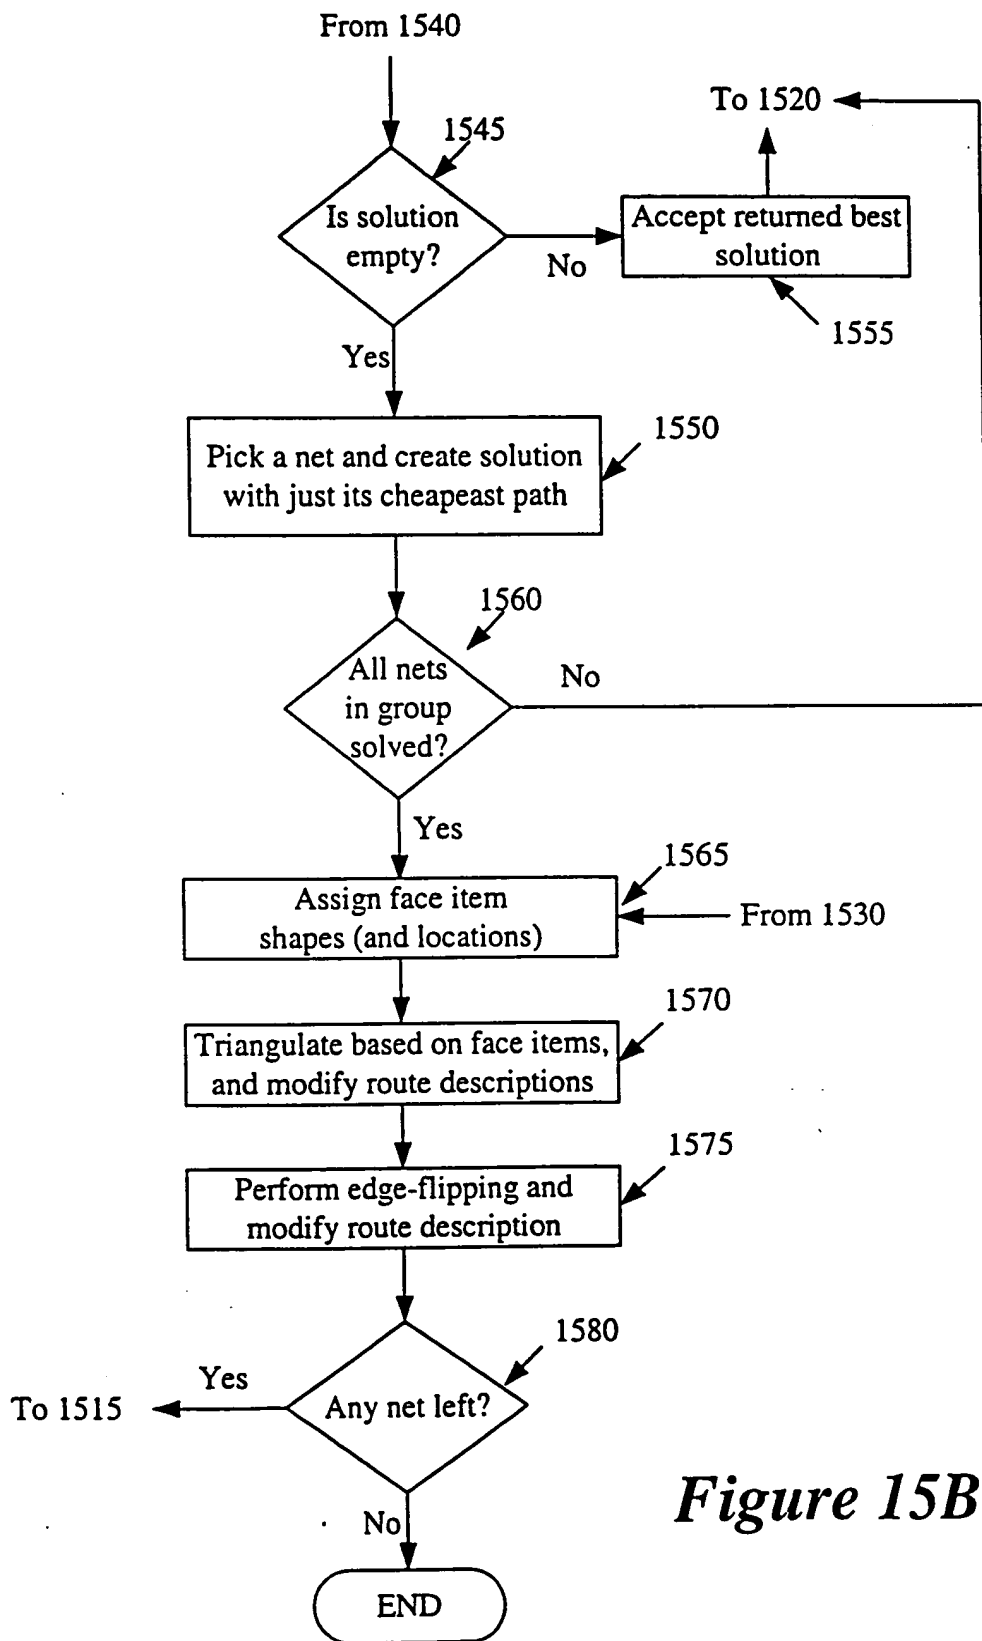 From 1540
To 1520
1545
Is solution
empty?
Accept returned best
solution
No
1555
Yes
1550
Pick a net and create solution
with just its cheapeast path
1560
All nets
in group
solved?
No
Yes
1565
Assign face item
shapes (and locations)
From 1530
1570
Triangulate based on face items,
and modify route descriptions
1575
Perform edge-flipping and
modify route description
1580
Yes
To 1515
Any net left?
No
END
Figure 15B